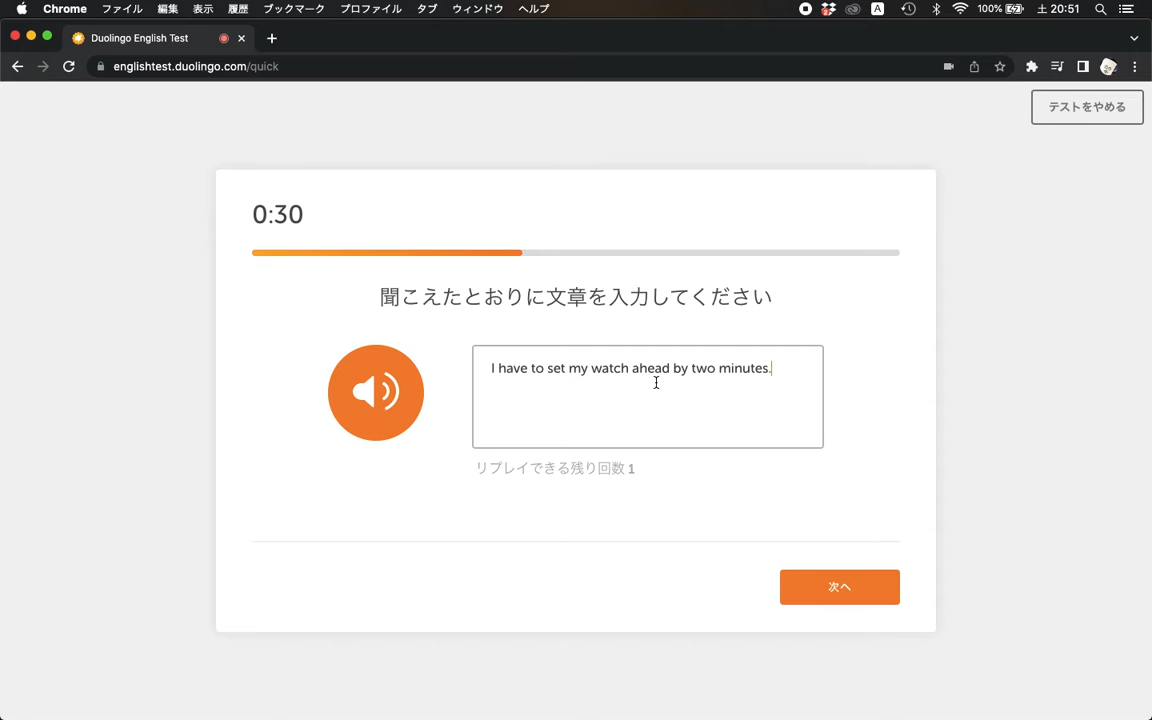 Chrome ファイル 編集 表示 履歴 ブックマーク プロファイル タブ ウィンドウ ヘルプ A 100% 土 20:51
Duolingo English Test
englishtest.duolingo.com/quick
テストをやめる
0:30
聞こえたとおりに文章を入力してください
I have to set my watch ahead by two minutes.
リプレイできる残り回数 1
次へ